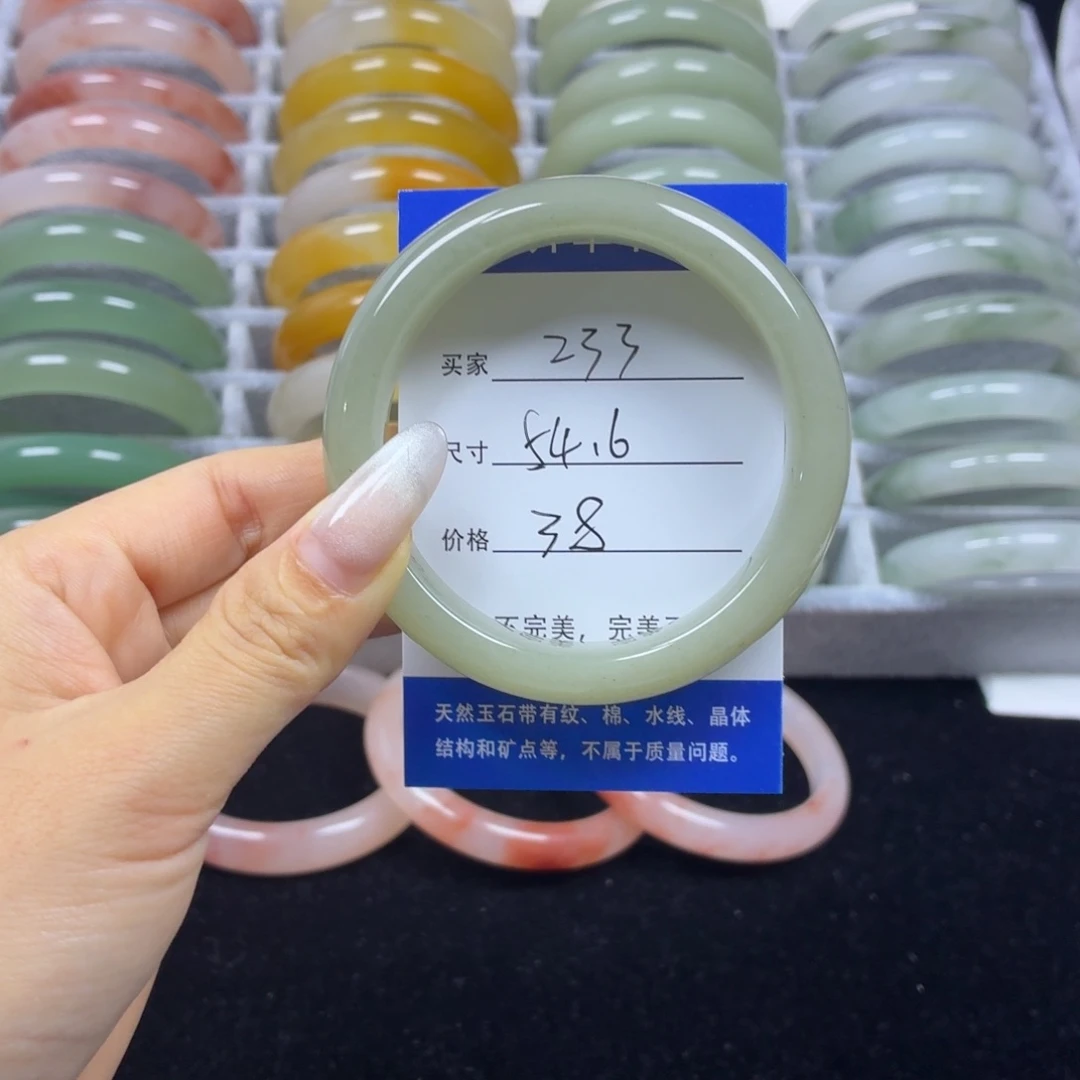 买家 233
尺寸 54.6
价格 38
不完美，完美不
天然玉石带有纹、棉、水线、晶体
结构和矿点等，不属于质量问题。